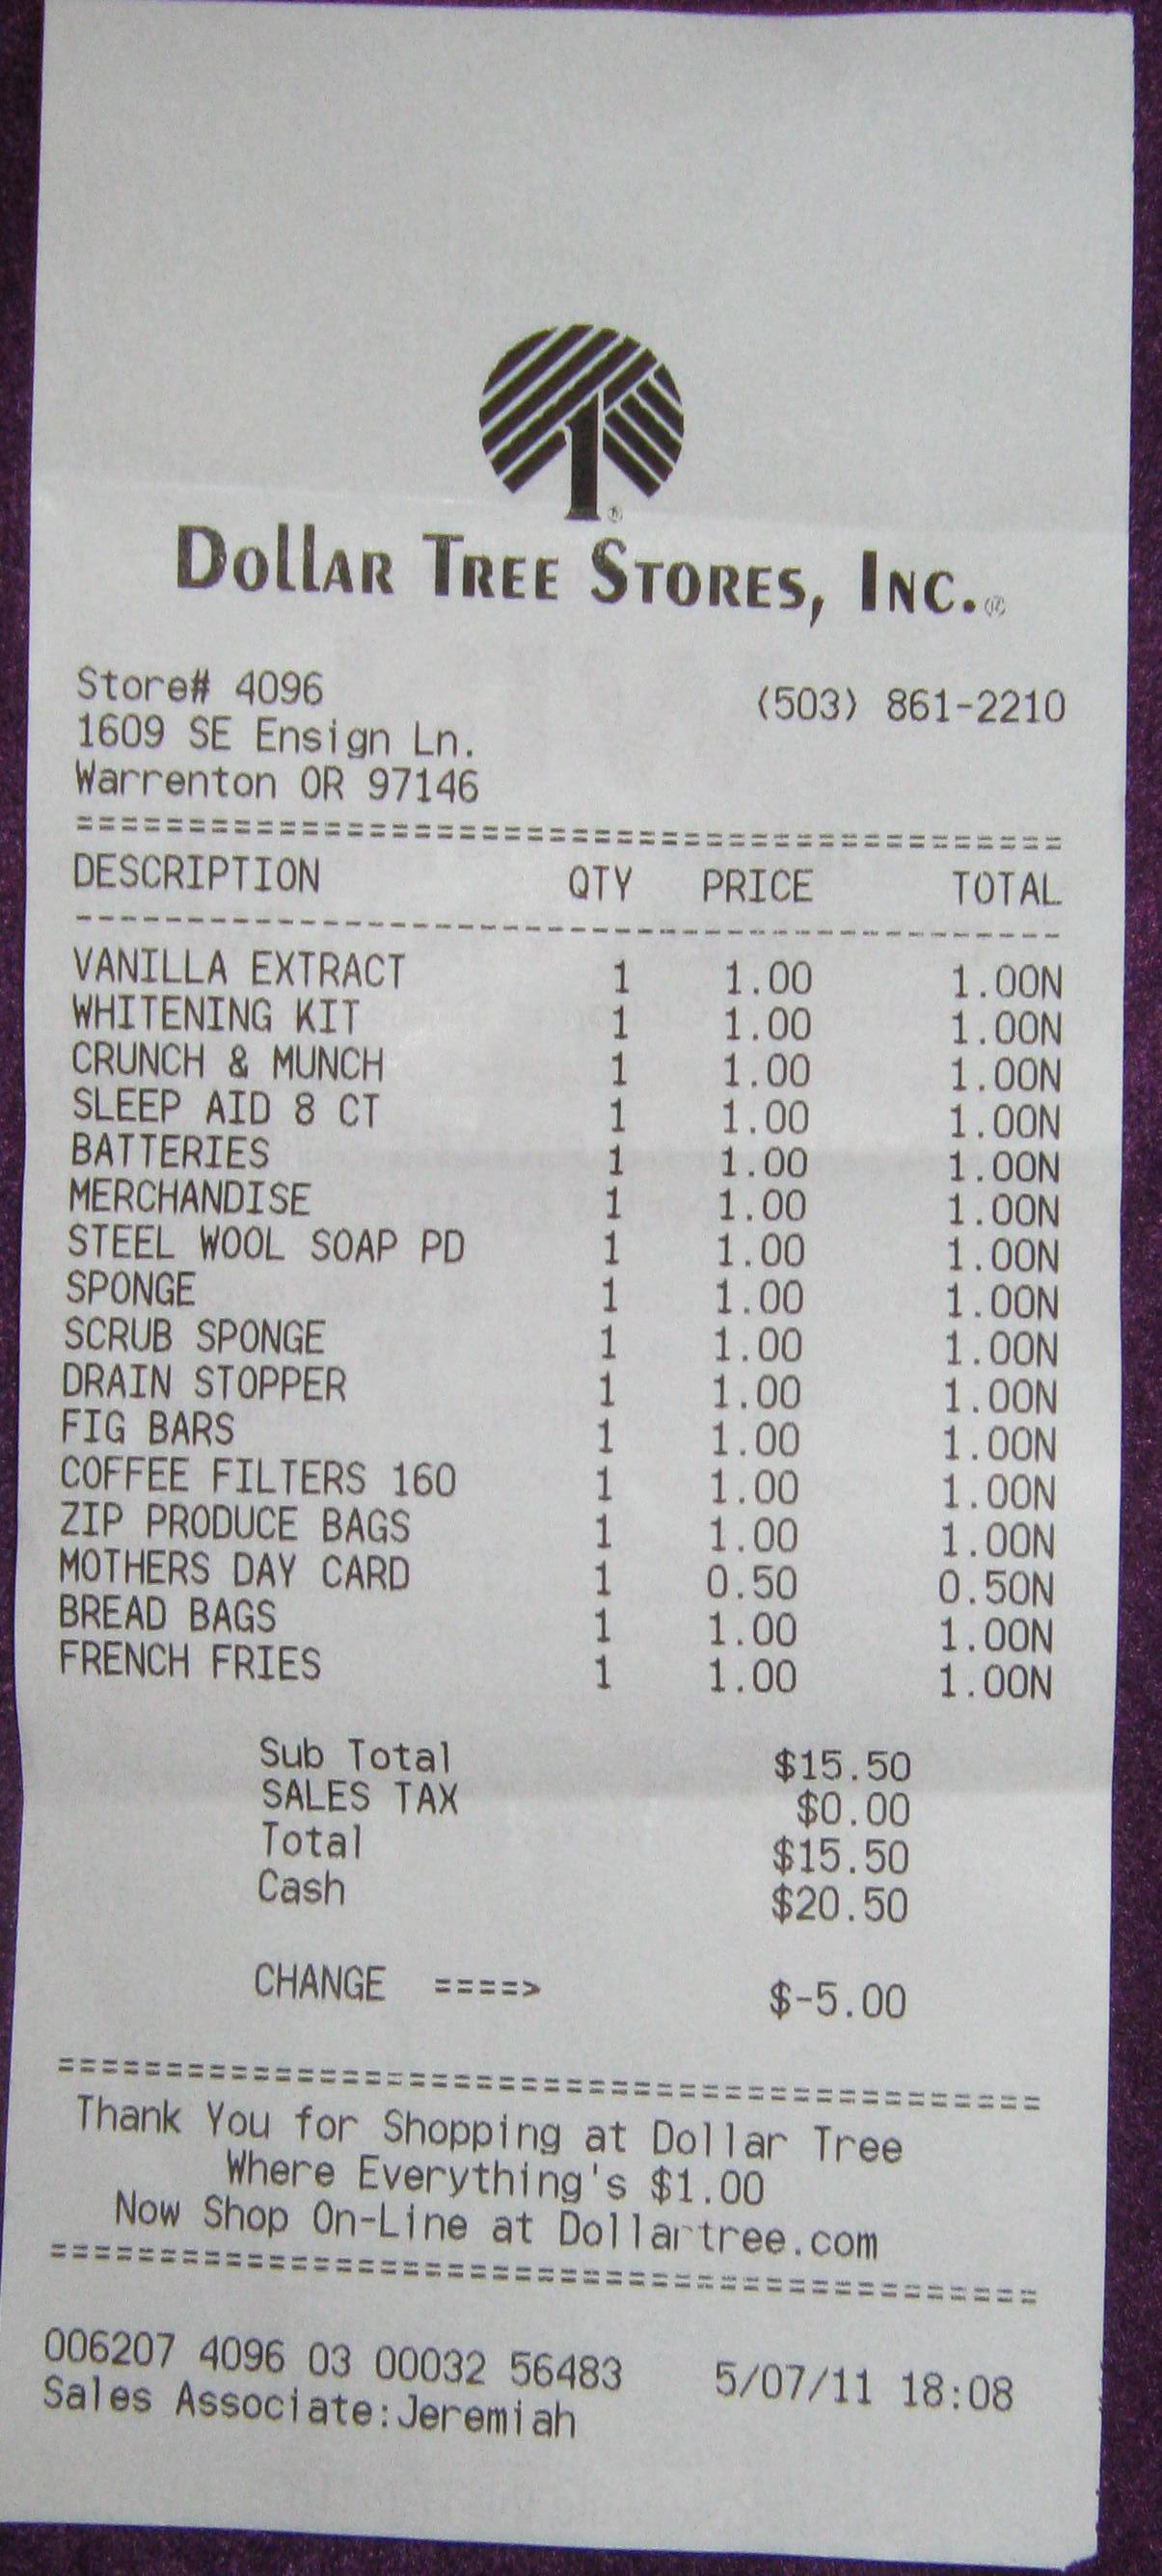 1
DOLLAR TREE STORES, INC.®
Store# 4096 (503) 861-2210
1609 SE Ensign Ln.
Warrenton OR 97146
============================================
DESCRIPTION QTY PRICE TOTAL
--------------------------------------------
VANILLA EXTRACT 1 1.00 1.00N
WHITENING KIT 1 1.00 1.00N
CRUNCH & MUNCH 1 1.00 1.00N
SLEEP AID 8 CT 1 1.00 1.00N
BATTERIES 1 1.00 1.00N
MERCHANDISE 1 1.00 1.00N
STEEL WOOL SOAP PD 1 1.00 1.00N
SPONGE 1 1.00 1.00N
SCRUB SPONGE 1 1.00 1.00N
DRAIN STOPPER 1 1.00 1.00N
FIG BARS 1 1.00 1.00N
COFFEE FILTERS 160 1 1.00 1.00N
ZIP PRODUCE BAGS 1 1.00 1.00N
MOTHERS DAY CARD 1 0.50 0.50N
BREAD BAGS 1 1.00 1.00N
FRENCH FRIES 1 1.00 1.00N
Sub Total $15.50
SALES TAX $0.00
Total $15.50
Cash $20.50
CHANGE ====> $-5.00
============================================
Thank You for Shopping at Dollar Tree
Where Everything's $1.00
Now Shop On-Line at Dollartree.com
============================================
006207 4096 03 00032 56483 5/07/11 18:08
Sales Associate:Jeremiah